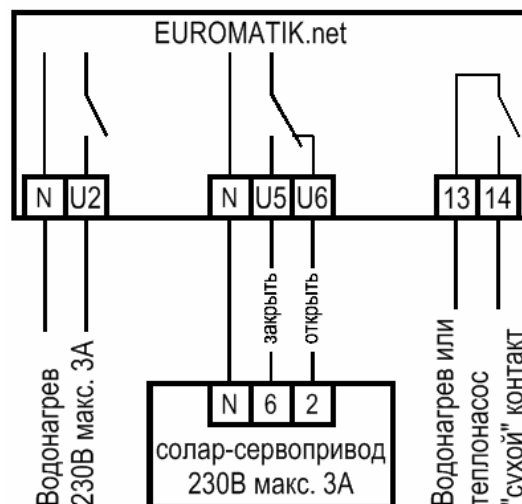 EUROMATIK.net
N U2 N U5 U6 13 14
закрыть
открыть
N 6 2
солар-сервопривод
230В макс. 3А
Водонагрев
230В макс. 3А
Водонагрев или
теплонасос
"сухой" контакт